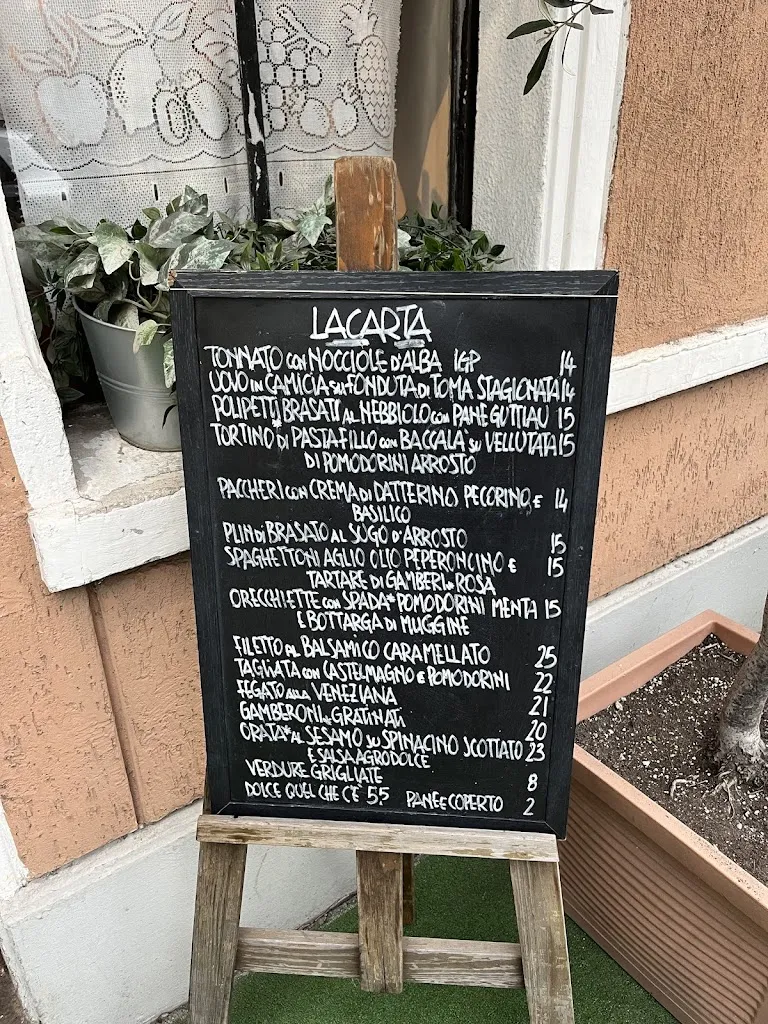 LA CARTA
TONNATO con NOCCIOLE D'ALBA IGP 14
UOVO in CAMICIA su FONDUTA DI TOMA STAGIONATA 14
POLIPETTI* BRASATI AL NEBBIOLO con PANE GUTTIAU 15
TORTINO DI PASTA FILLO con BACCALÀ su VELLUTATA 15
DI POMODORINI ARROSTO
PACCHERI con CREMA DI DATTERINO, PECORINO, E 14
BASILICO
PLIN di BRASATO AL SUGO D'ARROSTO 15
SPAGHETTONI AGLIO OLIO PEPERONCINO E 15
TARTARE DI GAMBERI* ROSA
ORECCHIETTE con SPADA* POMODORINI MENTA 15
E BOTTARGA DI MUGGINE
FILETTO AL BALSAMICO CARAMELLATO 25
TAGLIATA con CASTELMAGNO E POMODORINI 22
FEGATO ALLA VENEZIANA 21
GAMBERONI* GRATINATI 20
ORATA* AL SESAMO su SPINACINO SCOTTATO 23
E SALSA AGRODOLCE
VERDURE GRIGLIATE 8
DOLCE QUEL CHE C'È 5,5 PANE E COPERTO 2